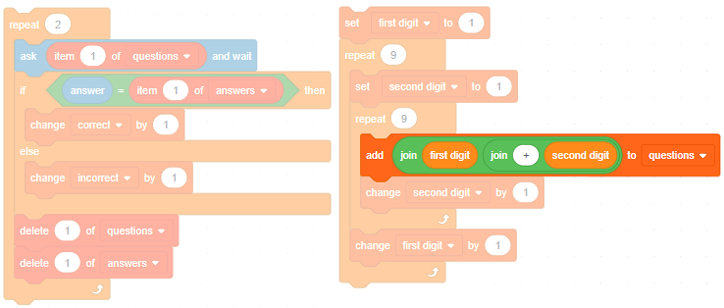 repeat 2
ask item 1 of questions and wait
if answer = item 1 of answers then
change correct by 1
else
change incorrect by 1
delete 1 of questions
delete 1 of answers
set first digit to 1
repeat 9
set second digit to 1
repeat 9
add join first digit join + second digit to questions
change second digit by 1
change first digit by 1